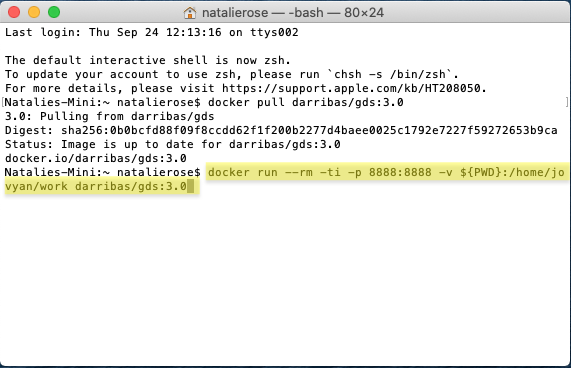 natalierose — -bash — 80×24
Last login: Thu Sep 24 12:13:16 on ttys002
The default interactive shell is now zsh.
To update your account to use zsh, please run `chsh -s /bin/zsh`.
For more details, please visit https://support.apple.com/kb/HT208050.
[Natalies-Mini:~ natalierose$ docker pull darribas/gds:3.0 ]
3.0: Pulling from darribas/gds
Digest: sha256:0b0bcfd88f09f8ccdd62f1f200b2277d4baee0025c1792e7227f59272653b9ca
Status: Image is up to date for darribas/gds:3.0
docker.io/darribas/gds:3.0
Natalies-Mini:~ natalierose$ docker run --rm -ti -p 8888:8888 -v ${PWD}:/home/jo
vyan/work darribas/gds:3.0